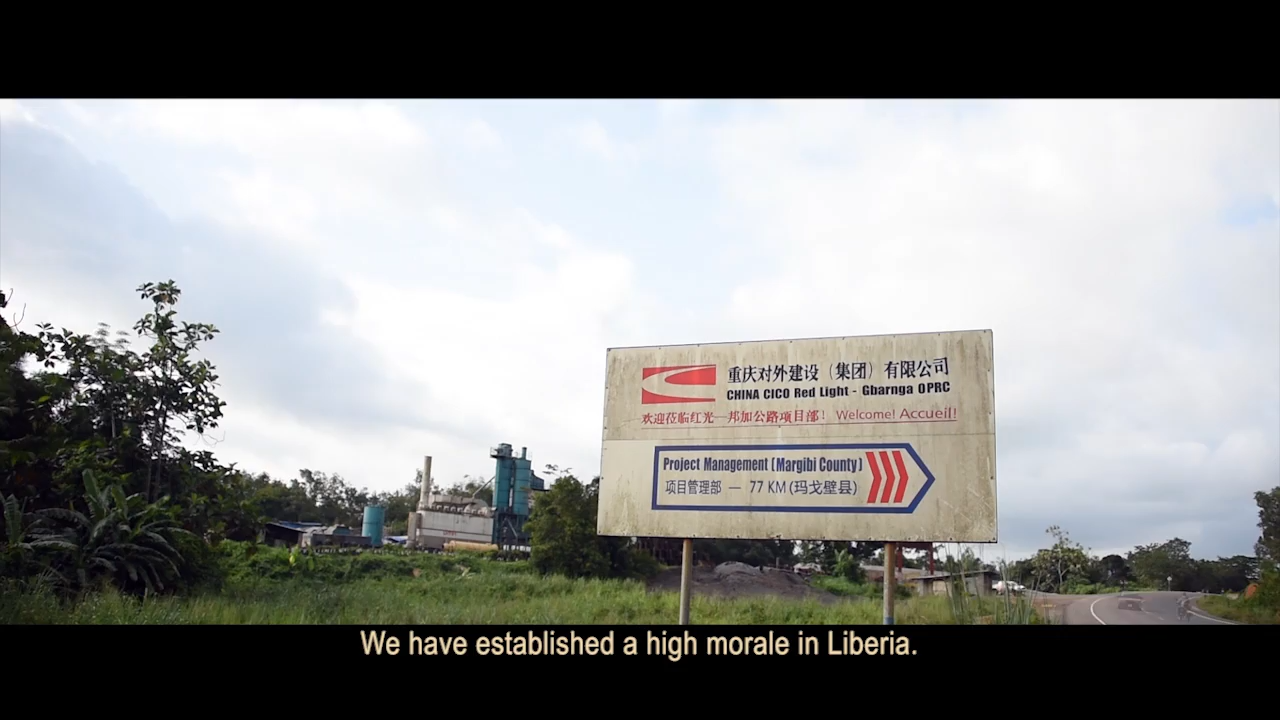 重庆对外建设（集团）有限公司
CHINA CICO Red Light - Gbarnga OPRC
欢迎莅临红光—邦加公路项目部！ Welcome! Accueil!
Project Management (Margibi County)
项目管理部 — 77 KM (玛戈壁县)
We have established a high morale in Liberia.